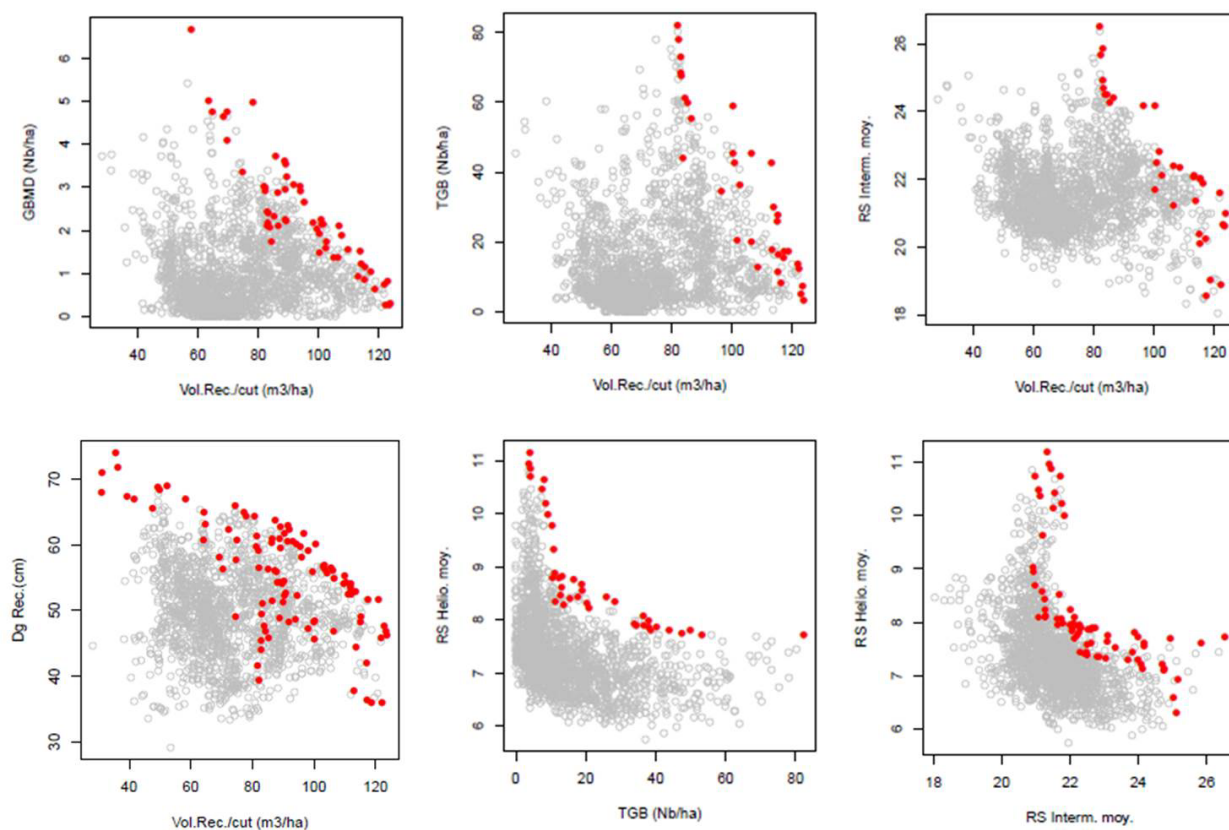 GBMD (Nb/ha)
6
5
4
3
2
1
0
40 60 80 100 120
Vol.Rec./cut (m3/ha)
TGB (Nb/ha)
80
60
40
20
0
40 60 80 100 120
Vol.Rec./cut (m3/ha)
RS Interm. moy.
26
24
22
20
18
40 60 80 100 120
Vol.Rec./cut (m3/ha)
Dg Rec.(cm)
70
60
50
40
30
40 60 80 100 120
Vol.Rec./cut (m3/ha)
RS Helio. moy.
11
10
9
8
7
6
0 20 40 60 80
TGB (Nb/ha)
RS Helio. moy.
11
10
9
8
7
6
18 20 22 24 26
RS Interm. moy.